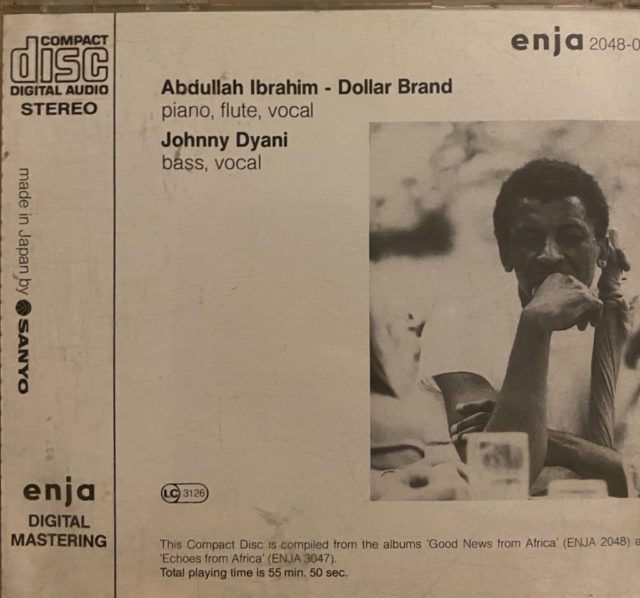 COMPACT
disc
DIGITAL AUDIO
STEREO
made in Japan by SANYO
enja
DIGITAL
MASTERING
enja 2048-0
Abdullah Ibrahim - Dollar Brand
piano, flute, vocal
Johnny Dyani
bass, vocal
LC 3126
This Compact Disc is compiled from the albums 'Good News from Africa' (ENJA 2048) a
'Echoes from Africa' (ENJA 3047).
Total playing time is 55 min. 50 sec.